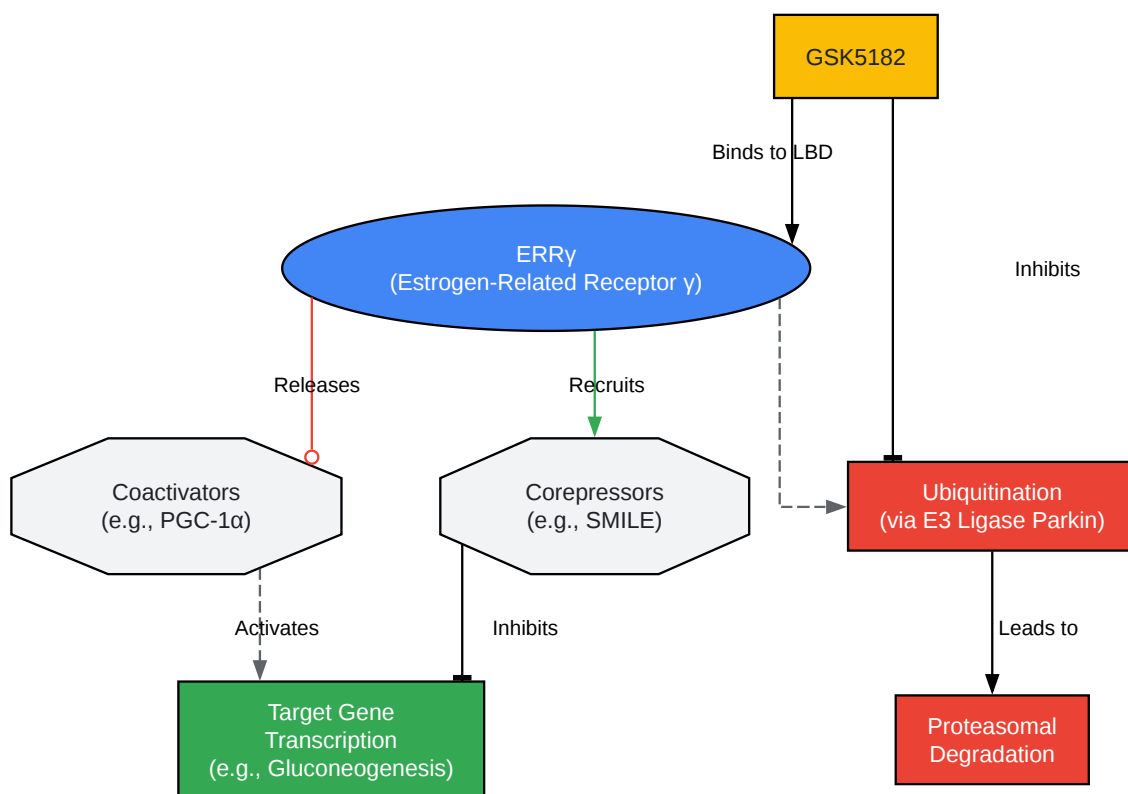 GSK5182
Binds to LBD
ERRγ
(Estrogen-Related Receptor γ)
Inhibits
Releases
Recruits
Coactivators
(e.g., PGC-1α)
Corepressors
(e.g., SMILE)
Ubiquitination
(via E3 Ligase Parkin)
Activates
Inhibits
Leads to
Target Gene
Transcription
(e.g., Gluconeogenesis)
Proteasomal
Degradation